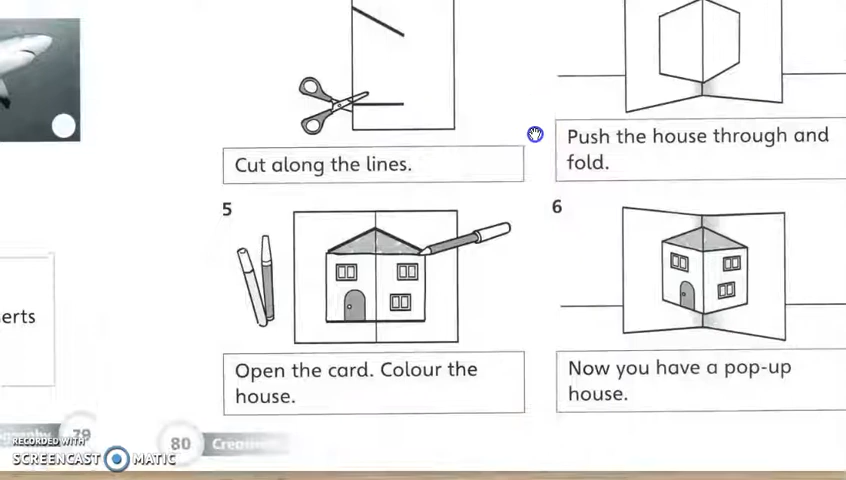 Cut along the lines.
Push the house through and
fold.
5
Open the card. Colour the
house.
6
Now you have a pop-up
house.
erts
79
80
RECORDED WITH
SCREENCAST MATIC